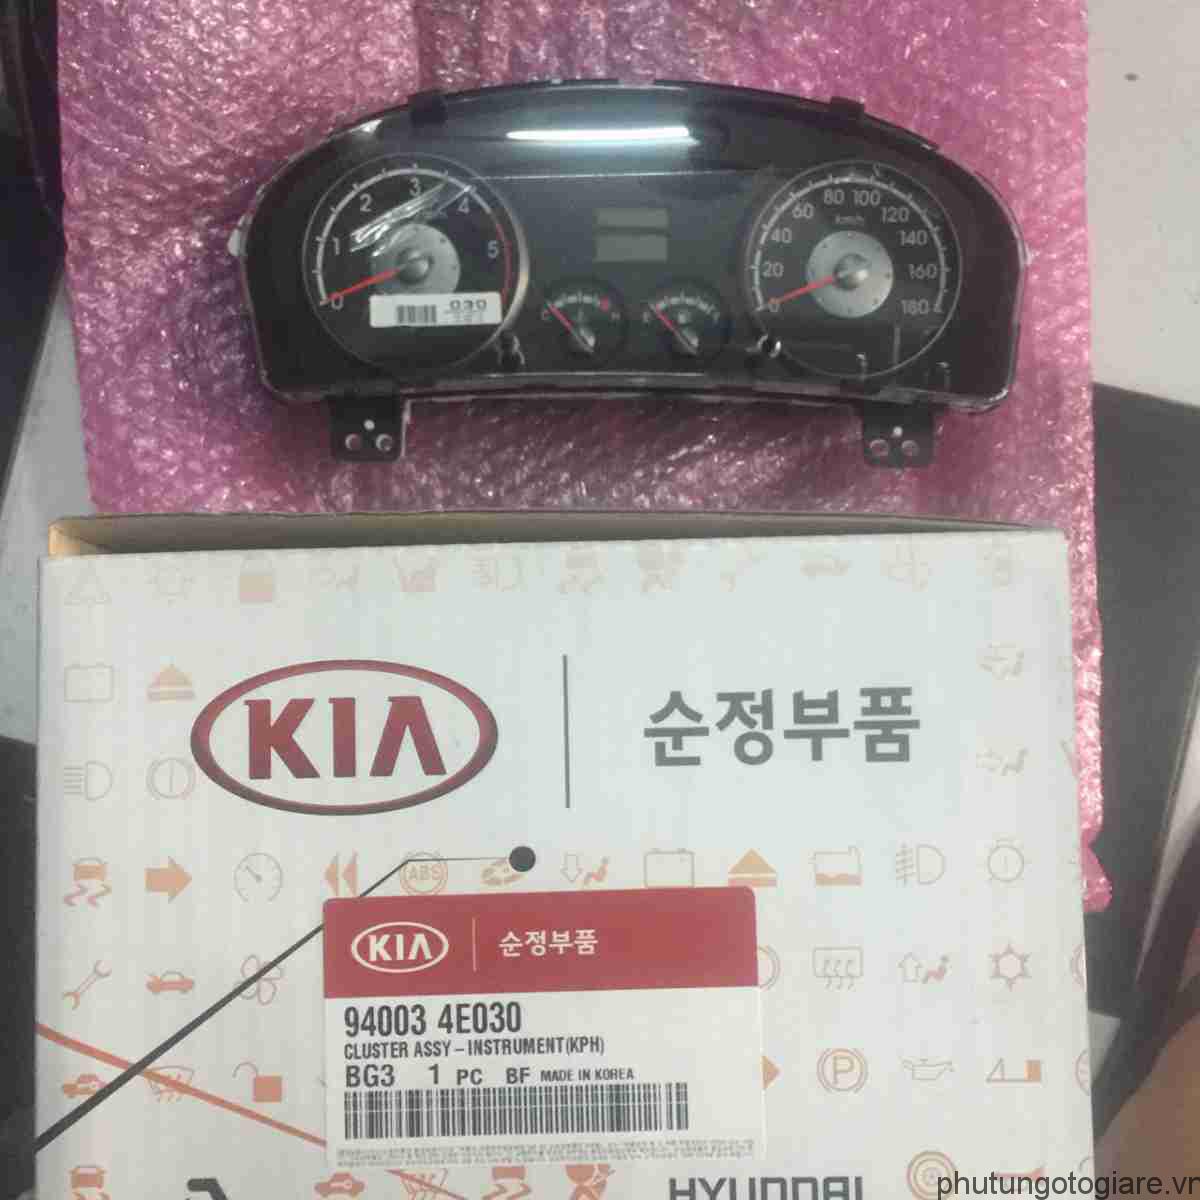 0 1 2 3 4 5
030
C H
0 20 40 60 80 100 120 140 160 180
km/h
KIA
순정부품
ABS
KIA 순정부품
94003 4E030
CLUSTER ASSY-INSTRUMENT(KPH)
BG3 1 PC BF MADE IN KOREA
P
HYUNDAI
phutungotogiare.vn